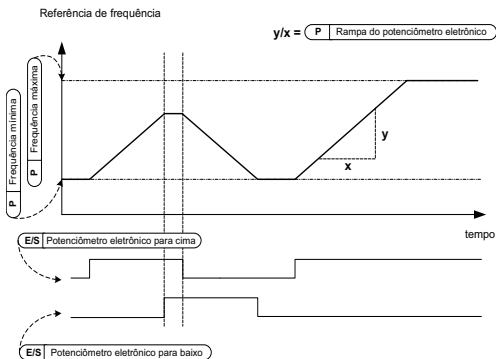 Referência de frequência
y/x = P Rampa do potenciômetro eletrônico
P Frequência mínima
P Frequência máxima
y
x
tempo
E/S Potenciômetro eletrônico para cima
E/S Potenciômetro eletrônico para baixo